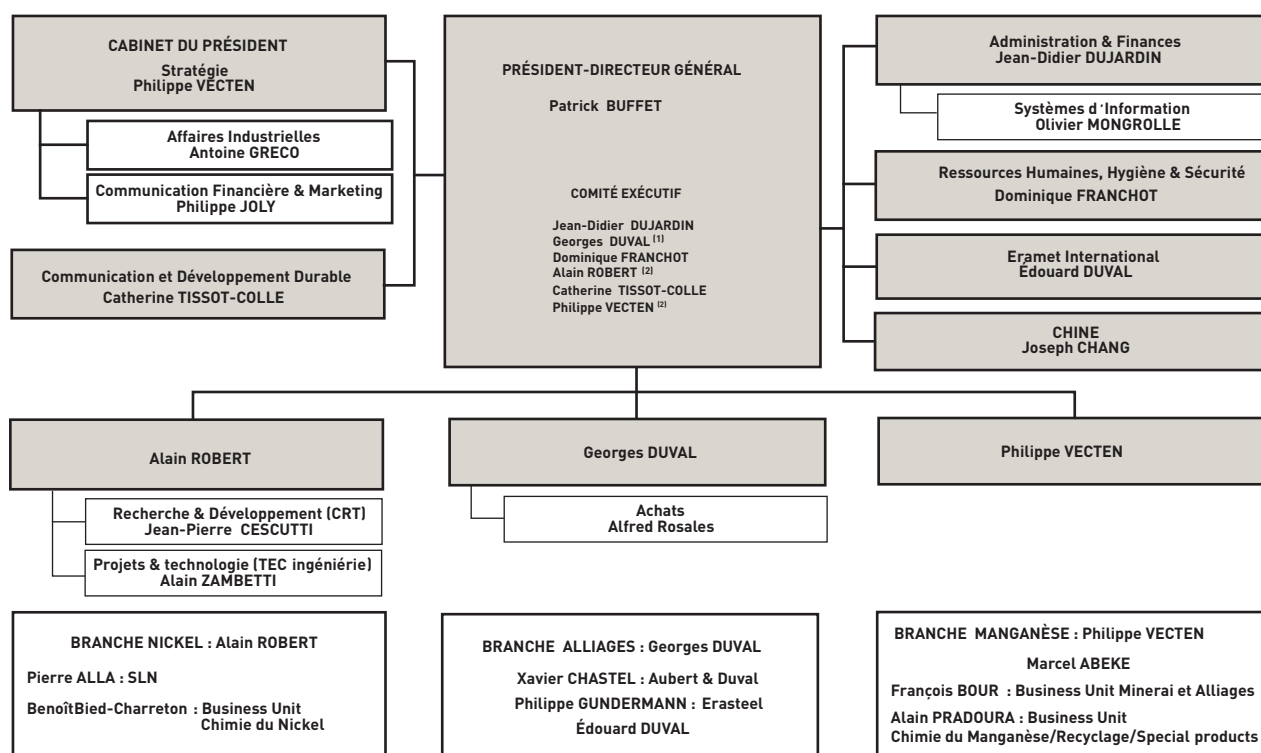 CABINET DU PRÉSIDENT
Stratégie
Philippe VECTEN
Affaires Industrielles
Antoine GRECO
Communication Financière & Marketing
Philippe JOLY
Communication et Développement Durable
Catherine TISSOT-COLLE
PRÉSIDENT-DIRECTEUR GÉNÉRAL
Patrick BUFFET
COMITÉ EXÉCUTIF
Jean-Didier DUJARDIN
Georges DUVAL (1)
Dominique FRANCHOT
Alain ROBERT (2)
Catherine TISSOT-COLLE
Philippe VECTEN (2)
Administration & Finances
Jean-Didier DUJARDIN
Systèmes d'Information
Olivier MONGROLLE
Ressources Humaines, Hygiène & Sécurité
Dominique FRANCHOT
Eramet International
Édouard DUVAL
CHINE
Joseph CHANG
Alain ROBERT
Recherche & Développement (CRT)
Jean-Pierre CESCUTTI
Projets & technologie (TEC ingéniérie)
Alain ZAMBETTI
Georges DUVAL
Achats
Alfred Rosales
Philippe VECTEN
BRANCHE NICKEL : Alain ROBERT
Pierre ALLA : SLN
BenoîtBied-Charreton : Business Unit
Chimie du Nickel
BRANCHE ALLIAGES : Georges DUVAL
Xavier CHASTEL : Aubert & Duval
Philippe GUNDERMANN : Erasteel
Édouard DUVAL
BRANCHE MANGANÈSE : Philippe VECTEN
Marcel ABEKE
François BOUR : Business Unit Minerai et Alliages
Alain PRADOURA : Business Unit
Chimie du Manganèse/Recyclage/Special products